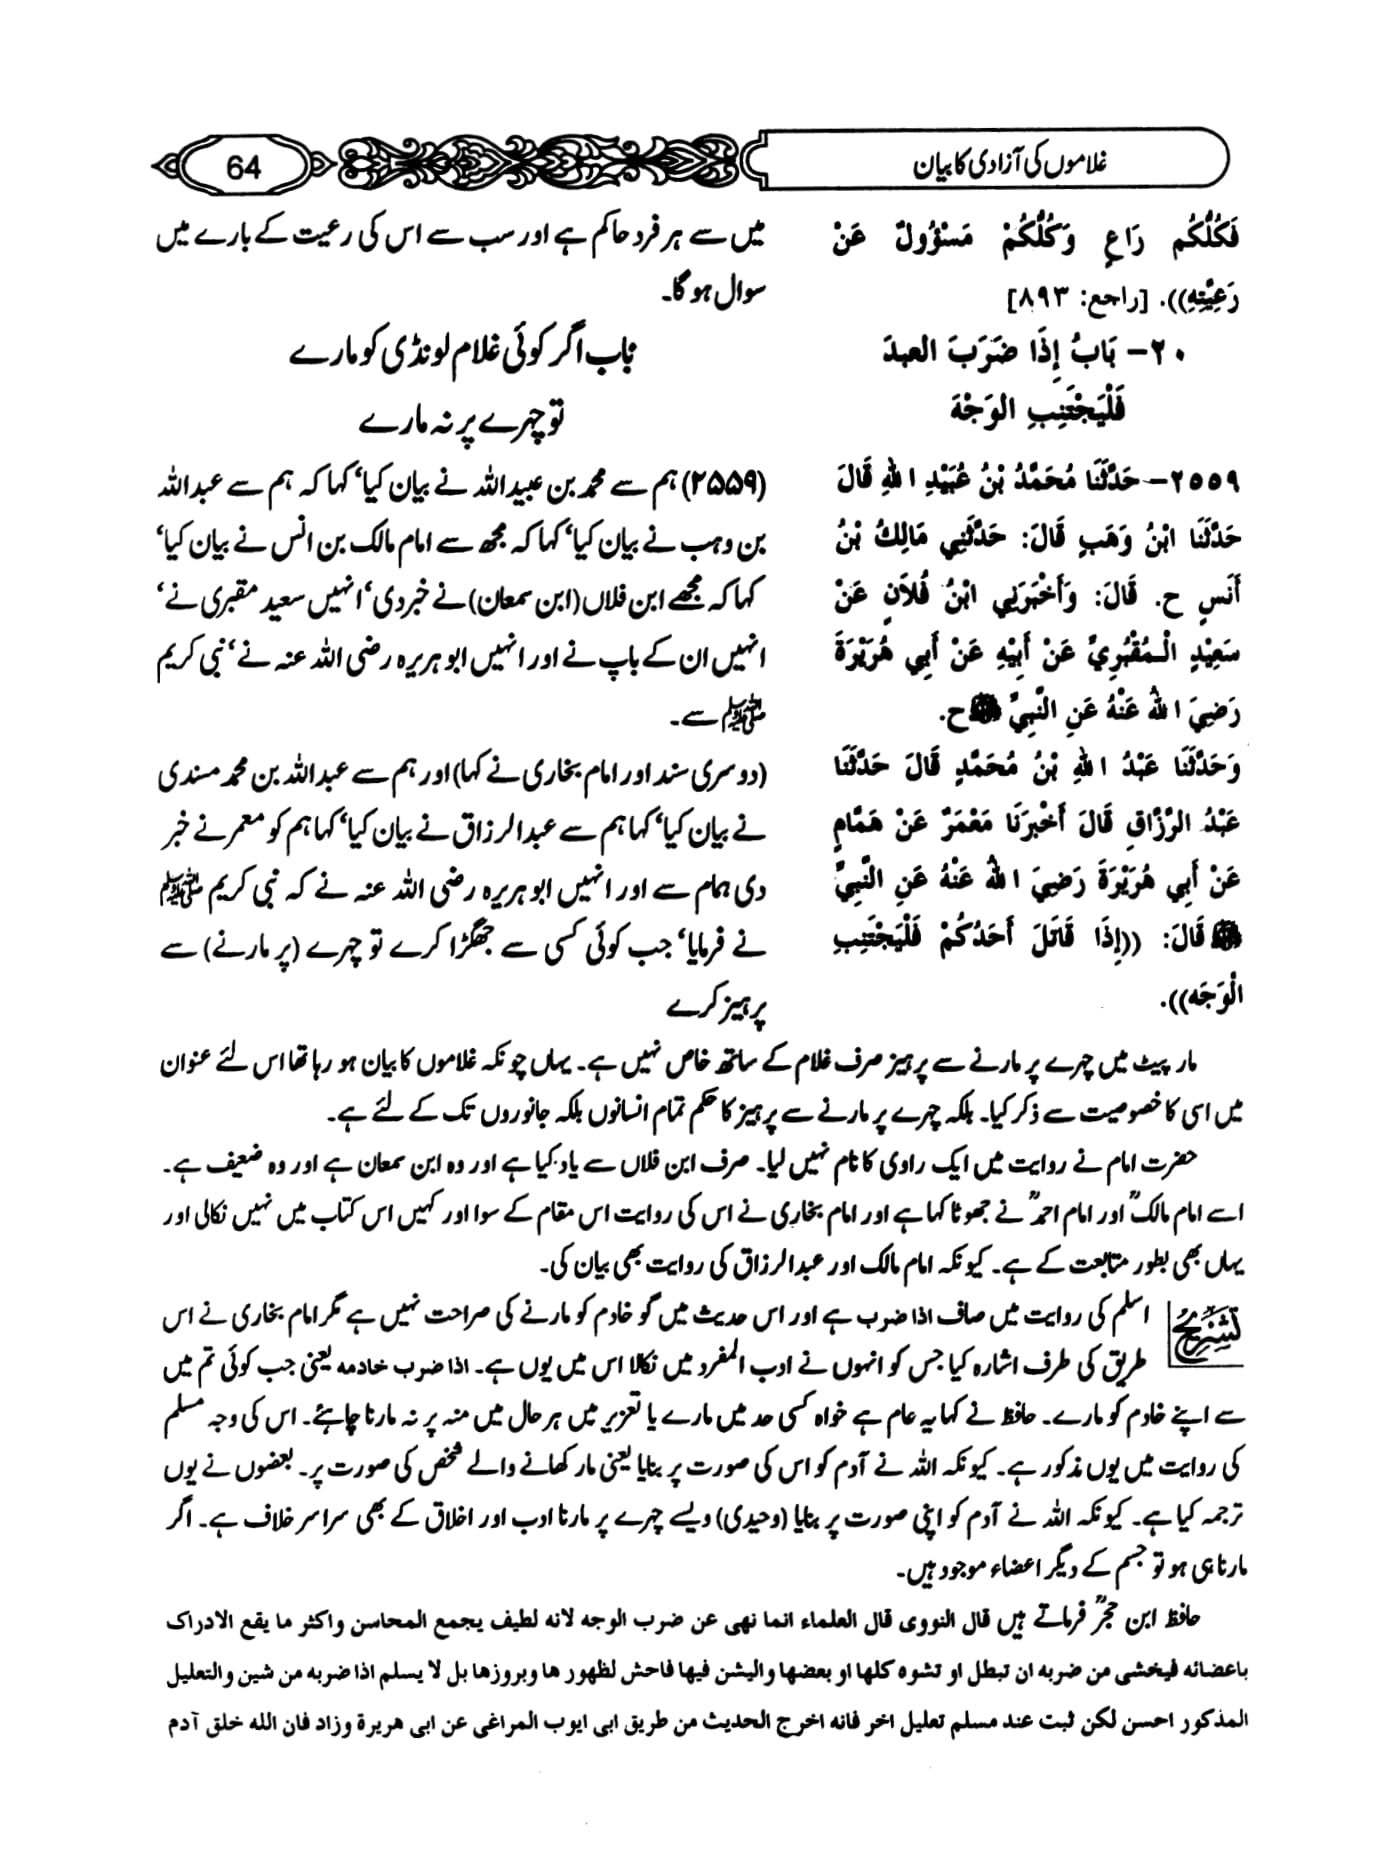 غلاموں کی آزادی کا بیان
64
فَكُلُّكُم رَاعٍ وَكُلُّكُمْ مَسْؤُولٌ عَنْ
رَعِيَّتِهِ)). [راجع: ٨٩٣]
٢٠- بَابُ إِذَا ضَرَبَ العبدَ
فَلْيَجْتَنِبِ الوَجْهَ
٢٥٥٩- حَدَّثَنَا مُحَمَّدُ بْنُ عُبَيْدِ اللهِ قَالَ
حَدَّثَنَا ابْنُ وَهَبٍ قَالَ: حَدَّثَنِي مَالِكُ بْنُ
أَنَسٍ ح. قَالَ: وَأَخْبَرَنِي ابْنُ فُلاَنٍ عَنْ
سَعِيْدٍ الْـمُقْبُرِيِّ عَنْ أَبِيْهِ عَنْ أَبِي هُرَيْرَةَ
رَضِيَ اللهُ عَنْهُ عَنِ النَّبِيِّ ﷺ ح.
وَحَدَّثَنَا عَبْدُ اللهِ بْنُ مُحَمَّدٍ قَالَ حَدَّثَنَا
عَبْدُ الرَّزَّاقِ قَالَ أَخْبَرَنَا مَعْمَرٌ عَنْ هَمَّامٍ
عَنْ أَبِي هُرَيْرَةَ رَضِيَ اللهُ عَنْهُ عَنِ النَّبِيِّ
ﷺ قَالَ: ((إِذَا قَاتَلَ أَحَدُكُمْ فَلْيَجْتَنِبِ
الْوَجَه)).
میں سے ہر فرد حاکم ہے اور سب سے اس کی رعیت کے بارے میں
سوال ہو گا۔
باب اگر کوئی غلام لونڈی کو مارے
تو چہرے پر نہ مارے
(۲۵۵۹) ہم سے محمد بن عبید اللہ نے بیان کیا‘ کہا کہ ہم سے عبداللہ
بن وہب نے بیان کیا‘ کہا کہ مجھ سے امام مالک بن انس نے بیان کیا‘
کہا کہ مجھے ابن فلاں (ابن سمعان) نے خبر دی‘ انہیں سعید مقبری نے‘
انہیں ان کے باپ نے اور انہیں ابو ہریرہ رضی اللہ عنہ نے‘ نبی کریم
ﷺ سے۔
(دوسری سند اور امام بخاری نے کہا) اور ہم سے عبداللہ بن محمد مسندی
نے بیان کیا‘ کہا ہم سے عبدالرزاق نے بیان کیا‘ کہا ہم کو معمر نے خبر
دی ہمام سے اور انہیں ابو ہریرہ رضی اللہ عنہ نے کہ نبی کریم ﷺ
نے فرمایا‘ جب کوئی کسی سے جھگڑا کرے تو چہرے (پر مارنے) سے
پرہیز کرے
مار پیٹ میں چہرے پر مارنے سے پرہیز صرف غلام کے ساتھ خاص نہیں ہے۔ یہاں چونکہ غلاموں کا بیان ہو رہا تھا اس لئے عنوان
میں اسی کا خصوصیت سے ذکر کیا۔ بلکہ چہرے پر مارنے سے پرہیز کا حکم تمام انسانوں بلکہ جانوروں تک کے لئے ہے۔
حضرت امام نے روایت میں ایک راوی کا نام نہیں لیا۔ صرف ابن فلاں سے یاد کیا ہے اور وہ ابن سمعان ہے اور وہ ضعیف ہے۔
اسے امام مالکؒ اور امام احمدؒ نے جھوٹا کہا ہے اور امام بخاری نے اس کی روایت اس مقام کے سوا اور کہیں اس کتاب میں نہیں نکالی اور
یہاں بھی بطور متابعت کے ہے۔ کیونکہ امام مالک اور عبدالرزاق کی روایت بھی بیان کی۔
تشریح اسلم کی روایت میں صاف اذا ضرب ہے اور اس حدیث میں گو خادم کو مارنے کی صراحت نہیں ہے مگر امام بخاری نے اس
طریق کی طرف اشارہ کیا جس کو انہوں نے ادب المفرد میں نکالا اس میں یوں ہے۔ اذا ضرب خادمہ یعنی جب کوئی تم میں
سے اپنے خادم کو مارے۔ حافظ نے کہا یہ عام ہے خواہ کسی حد میں مارے یا تعزیر میں ہر حال میں منہ پر نہ مارنا چاہئے۔ اس کی وجہ مسلم
کی روایت میں یوں مذکور ہے۔ کیونکہ اللہ نے آدم کو اس کی صورت پر بنایا یعنی مار کھانے والے شخص کی صورت پر۔ بعضوں نے یوں
ترجمہ کیا ہے۔ کیونکہ اللہ نے آدم کو اپنی صورت پر بنایا (وحیدی) ویسے چہرے پر مارنا ادب اور اخلاق کے بھی سراسر خلاف ہے۔ اگر
مارنا ہی ہو تو جسم کے دیگر اعضاء موجود ہیں۔
حافظ ابن حجرؒ فرماتے ہیں قال النووی قال العلماء انما نهی عن ضرب الوجه لانه لطیف یجمع المحاسن واکثر ما یقع الادراک
باعضائه فیخشی من ضربه ان تبطل او تشوه کلها او بعضها والیشن فیها فاحش لظهور ها وبروزها بل لا یسلم اذا ضربه من شین والتعلیل
المذکور احسن لکن ثبت عند مسلم تعلیل اخر فانه اخرج الحدیث من طریق ابی ایوب المراغی عن ابی هریرة وزاد فان الله خلق آدم